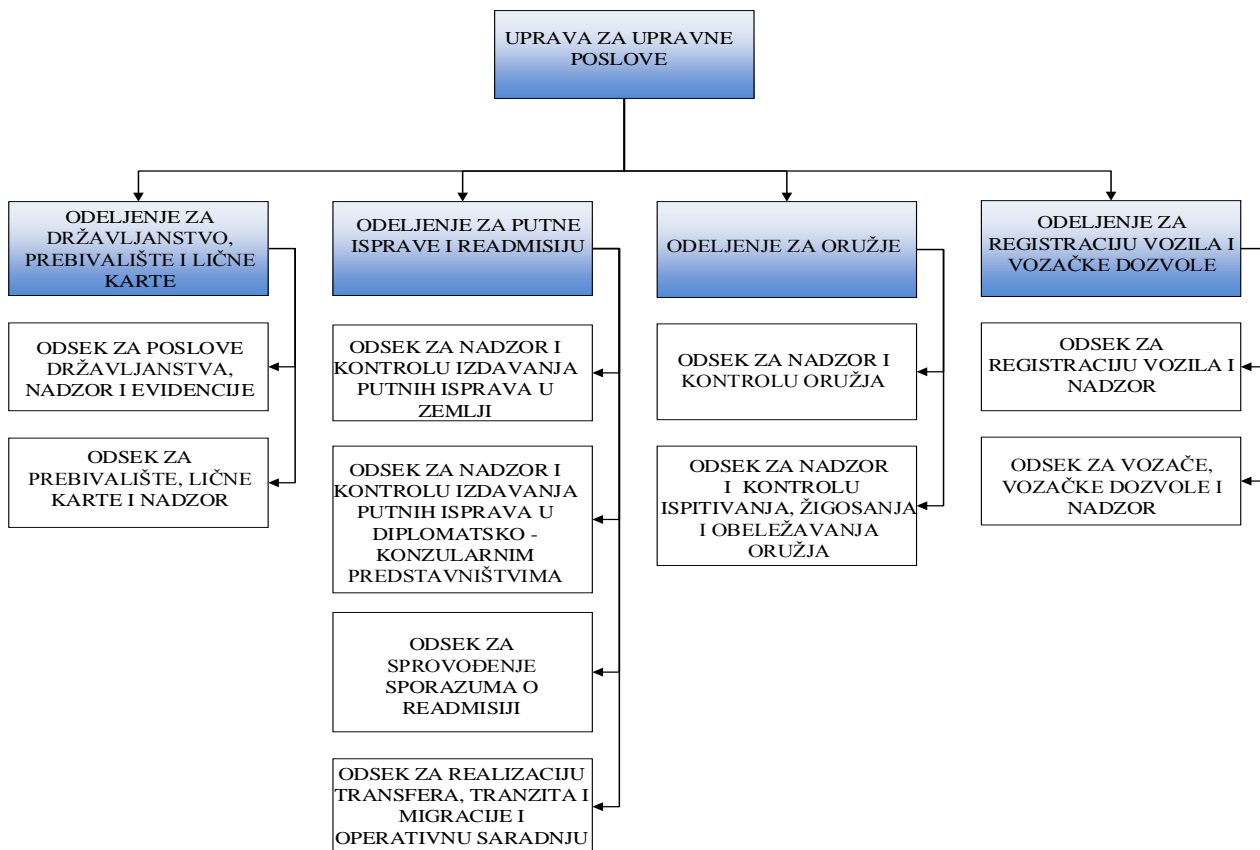 UPRAVA ZA UPRAVNE
POSLOVE
ODELJENJE ZA
DRŽAVLJANSTVO,
PREBIVALIŠTE I LIČNE
KARTE
ODSEK ZA POSLOVE
DRŽAVLJANSTVA,
NADZOR I EVIDENCIJE
ODSEK ZA
PREBIVALIŠTE, LIČNE
KARTE I NADZOR
ODELJENJE ZA PUTNE
ISPRAVE I READMISIJU
ODSEK ZA NADZOR I
KONTROLU IZDAVANJA
PUTNIH ISPRAVA U
ZEMLJI
ODSEK ZA NADZOR I
KONTROLU IZDAVANJA
PUTNIH ISPRAVA U
DIPLOMATSKO -
KONZULARNIM
PREDSTAVNIŠTVIMA
ODSEK ZA
SPROVOĐENJE
SPORAZUMA O
READMISIJI
ODSEK ZA REALIZACIJU
TRANSFERA, TRANZITA I
MIGRACIJE I
OPERATIVNU SARADNJU
ODELJENJE ZA ORUŽJE
ODSEK ZA NADZOR I
KONTROLU ORUŽJA
ODSEK ZA NADZOR
I KONTROLU
ISPITIVANJA, ŽIGOSANJA
I OBELEŽAVANJA
ORUŽJA
ODELJENJE ZA
REGISTRACIJU VOZILA I
VOZAČKE DOZVOLE
ODSEK ZA
REGISTRACIJU VOZILA I
NADZOR
ODSEK ZA VOZAČE,
VOZAČKE DOZVOLE I
NADZOR